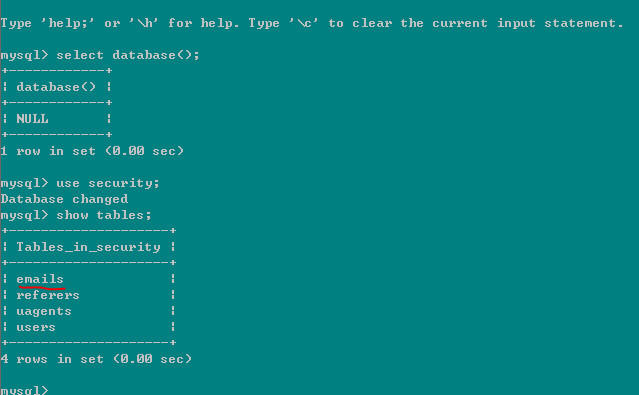 Type 'help;' or '\h' for help. Type '\c' to clear the current input statement.
mysql> select database();
+------------+
| database() |
+------------+
| NULL       |
+------------+
1 row in set (0.00 sec)
mysql> use security;
Database changed
mysql> show tables;
+--------------------+
| Tables_in_security |
+--------------------+
| emails             |
| referers           |
| uagents            |
| users              |
+--------------------+
4 rows in set (0.00 sec)
mysql>